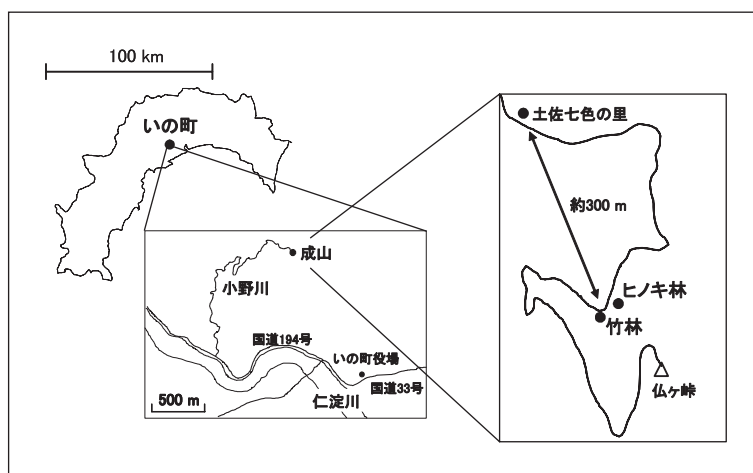 100 km
いの町
成山
小野川
国道194号
いの町役場
国道33号
仁淀川
500 m
土佐七色の里
約300 m
ヒノキ林
竹林
仏ヶ峠